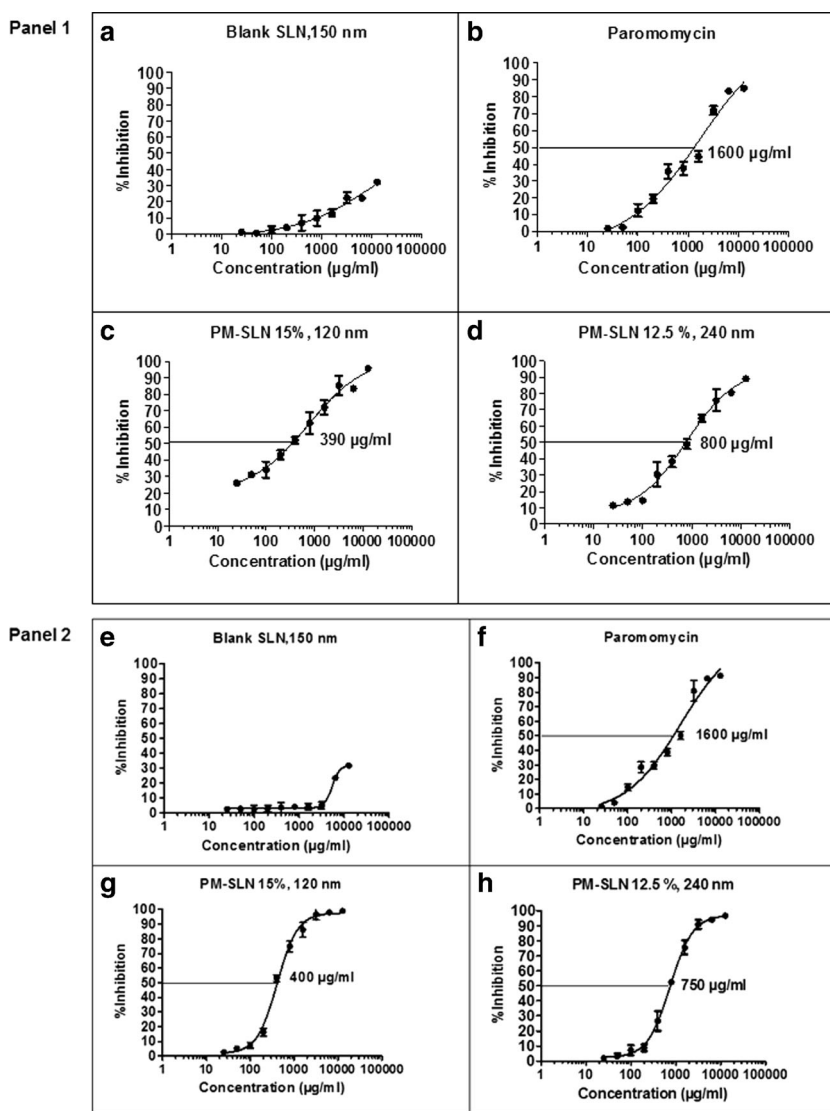 Panel 1
a
Blank SLN,150 nm
% Inhibition
100
90
80
70
60
50
40
30
20
10
0
1 10 100 1000 10000 100000
Concentration (µg/ml)
b
Paromomycin
% Inhibition
100
90
80
70
60
50
40
30
20
10
0
1600 µg/ml
1 10 100 1000 10000 100000
Concentration (µg/ml)
c
PM-SLN 15%, 120 nm
% Inhibition
100
90
80
70
60
50
40
30
20
10
0
390 µg/ml
1 10 100 1000 10000 100000
Concentration (µg/ml)
d
PM-SLN 12.5 %, 240 nm
% Inhibition
100
90
80
70
60
50
40
30
20
10
0
800 µg/ml
1 10 100 1000 10000 100000
Concentration (µg/ml)
Panel 2
e
Blank SLN,150 nm
%Inhibition
100
90
80
70
60
50
40
30
20
10
0
1 10 100 1000 10000 100000
Concentration (µg/ml)
f
Paromomycin
%Inhibition
100
90
80
70
60
50
40
30
20
10
0
1600 µg/ml
1 10 100 1000 10000 100000
Concentration (µg/ml)
g
PM-SLN 15%, 120 nm
%Inhibition
100
90
80
70
60
50
40
30
20
10
0
400 µg/ml
1 10 100 1000 10000 100000
Concentration (µg/ml)
h
PM-SLN 12.5 %, 240 nm
%Inhibition
100
90
80
70
60
50
40
30
20
10
0
750 µg/ml
1 10 100 1000 10000 100000
Concentration (µg/ml)